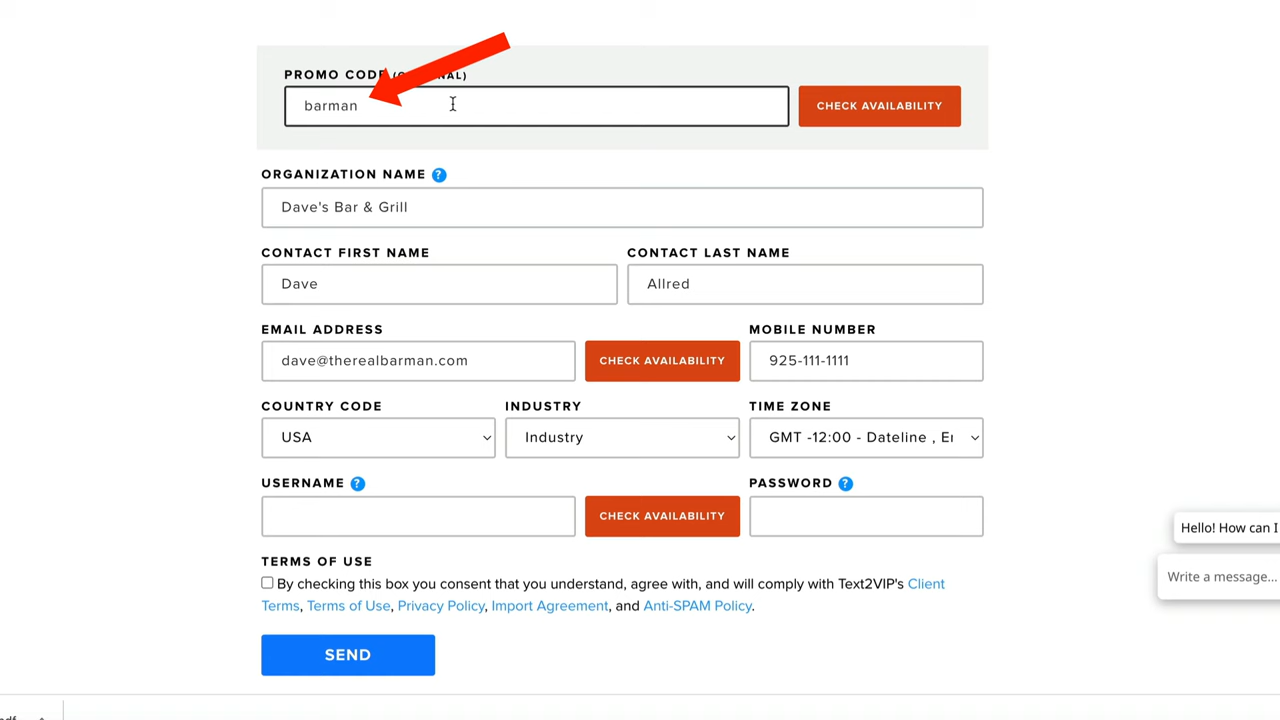 PROMO CODE
barman
CHECK AVAILABILITY
ORGANIZATION NAME ?
Dave's Bar & Grill
CONTACT FIRST NAME CONTACT LAST NAME
Dave Allred
EMAIL ADDRESS MOBILE NUMBER
dave@therealbarman.com CHECK AVAILABILITY 925-111-1111
COUNTRY CODE INDUSTRY TIME ZONE
USA Industry GMT -12:00 - Dateline , Er
USERNAME ? PASSWORD ?
CHECK AVAILABILITY
Hello! How can I
TERMS OF USE
Write a message...
By checking this box you consent that you understand, agree with, and will comply with Text2VIP's Client
Terms, Terms of Use, Privacy Policy, Import Agreement, and Anti-SPAM Policy.
SEND